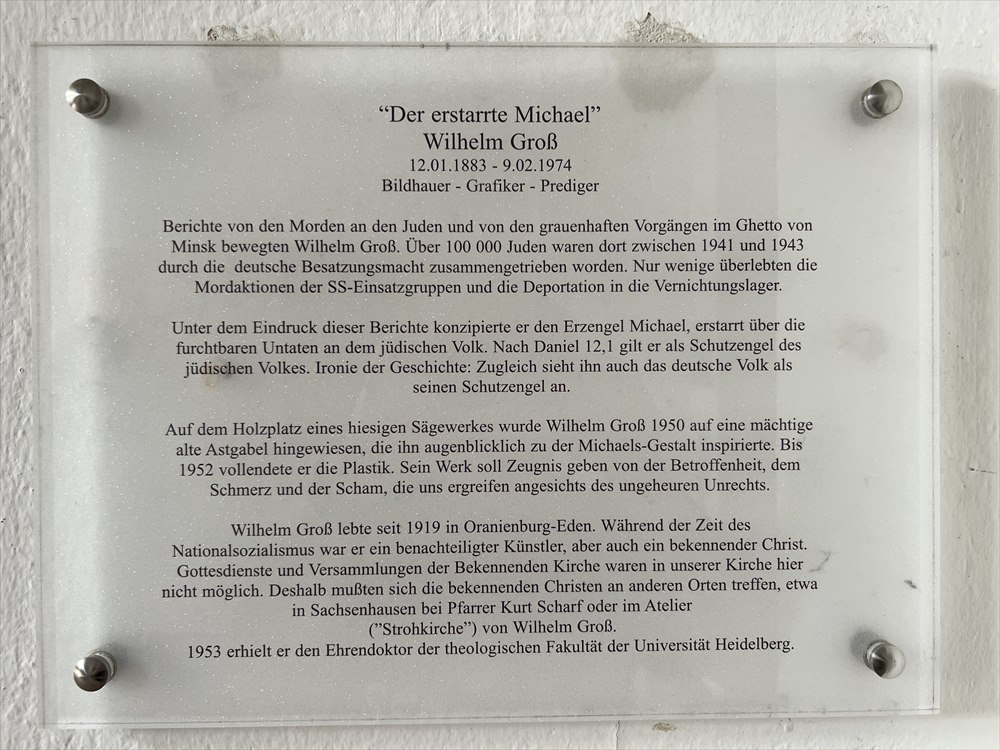 “Der erstarrte Michael”
Wilhelm Groß
12.01.1883 - 9.02.1974
Bildhauer - Grafiker - Prediger
Berichte von den Morden an den Juden und von den grauenhaften Vorgängen im Ghetto von
Minsk bewegten Wilhelm Groß. Über 100 000 Juden waren dort zwischen 1941 und 1943
durch die deutsche Besatzungsmacht zusammengetrieben worden. Nur wenige überlebten die
Mordaktionen der SS-Einsatzgruppen und die Deportation in die Vernichtungslager.
Unter dem Eindruck dieser Berichte konzipierte er den Erzengel Michael, erstarrt über die
furchtbaren Untaten an dem jüdischen Volk. Nach Daniel 12,1 gilt er als Schutzengel des
jüdischen Volkes. Ironie der Geschichte: Zugleich sieht ihn auch das deutsche Volk als
seinen Schutzengel an.
Auf dem Holzplatz eines hiesigen Sägewerkes wurde Wilhelm Groß 1950 auf eine mächtige
alte Astgabel hingewiesen, die ihn augenblicklich zu der Michaels-Gestalt inspirierte. Bis
1952 vollendete er die Plastik. Sein Werk soll Zeugnis geben von der Betroffenheit, dem
Schmerz und der Scham, die uns ergreifen angesichts des ungeheuren Unrechts.
Wilhelm Groß lebte seit 1919 in Oranienburg-Eden. Während der Zeit des
Nationalsozialismus war er ein benachteiligter Künstler, aber auch ein bekennender Christ.
Gottesdienste und Versammlungen der Bekennenden Kirche waren in unserer Kirche hier
nicht möglich. Deshalb mußten sich die bekennenden Christen an anderen Orten treffen, etwa
in Sachsenhausen bei Pfarrer Kurt Scharf oder im Atelier
(”Strohkirche”) von Wilhelm Groß.
1953 erhielt er den Ehrendoktor der theologischen Fakultät der Universität Heidelberg.